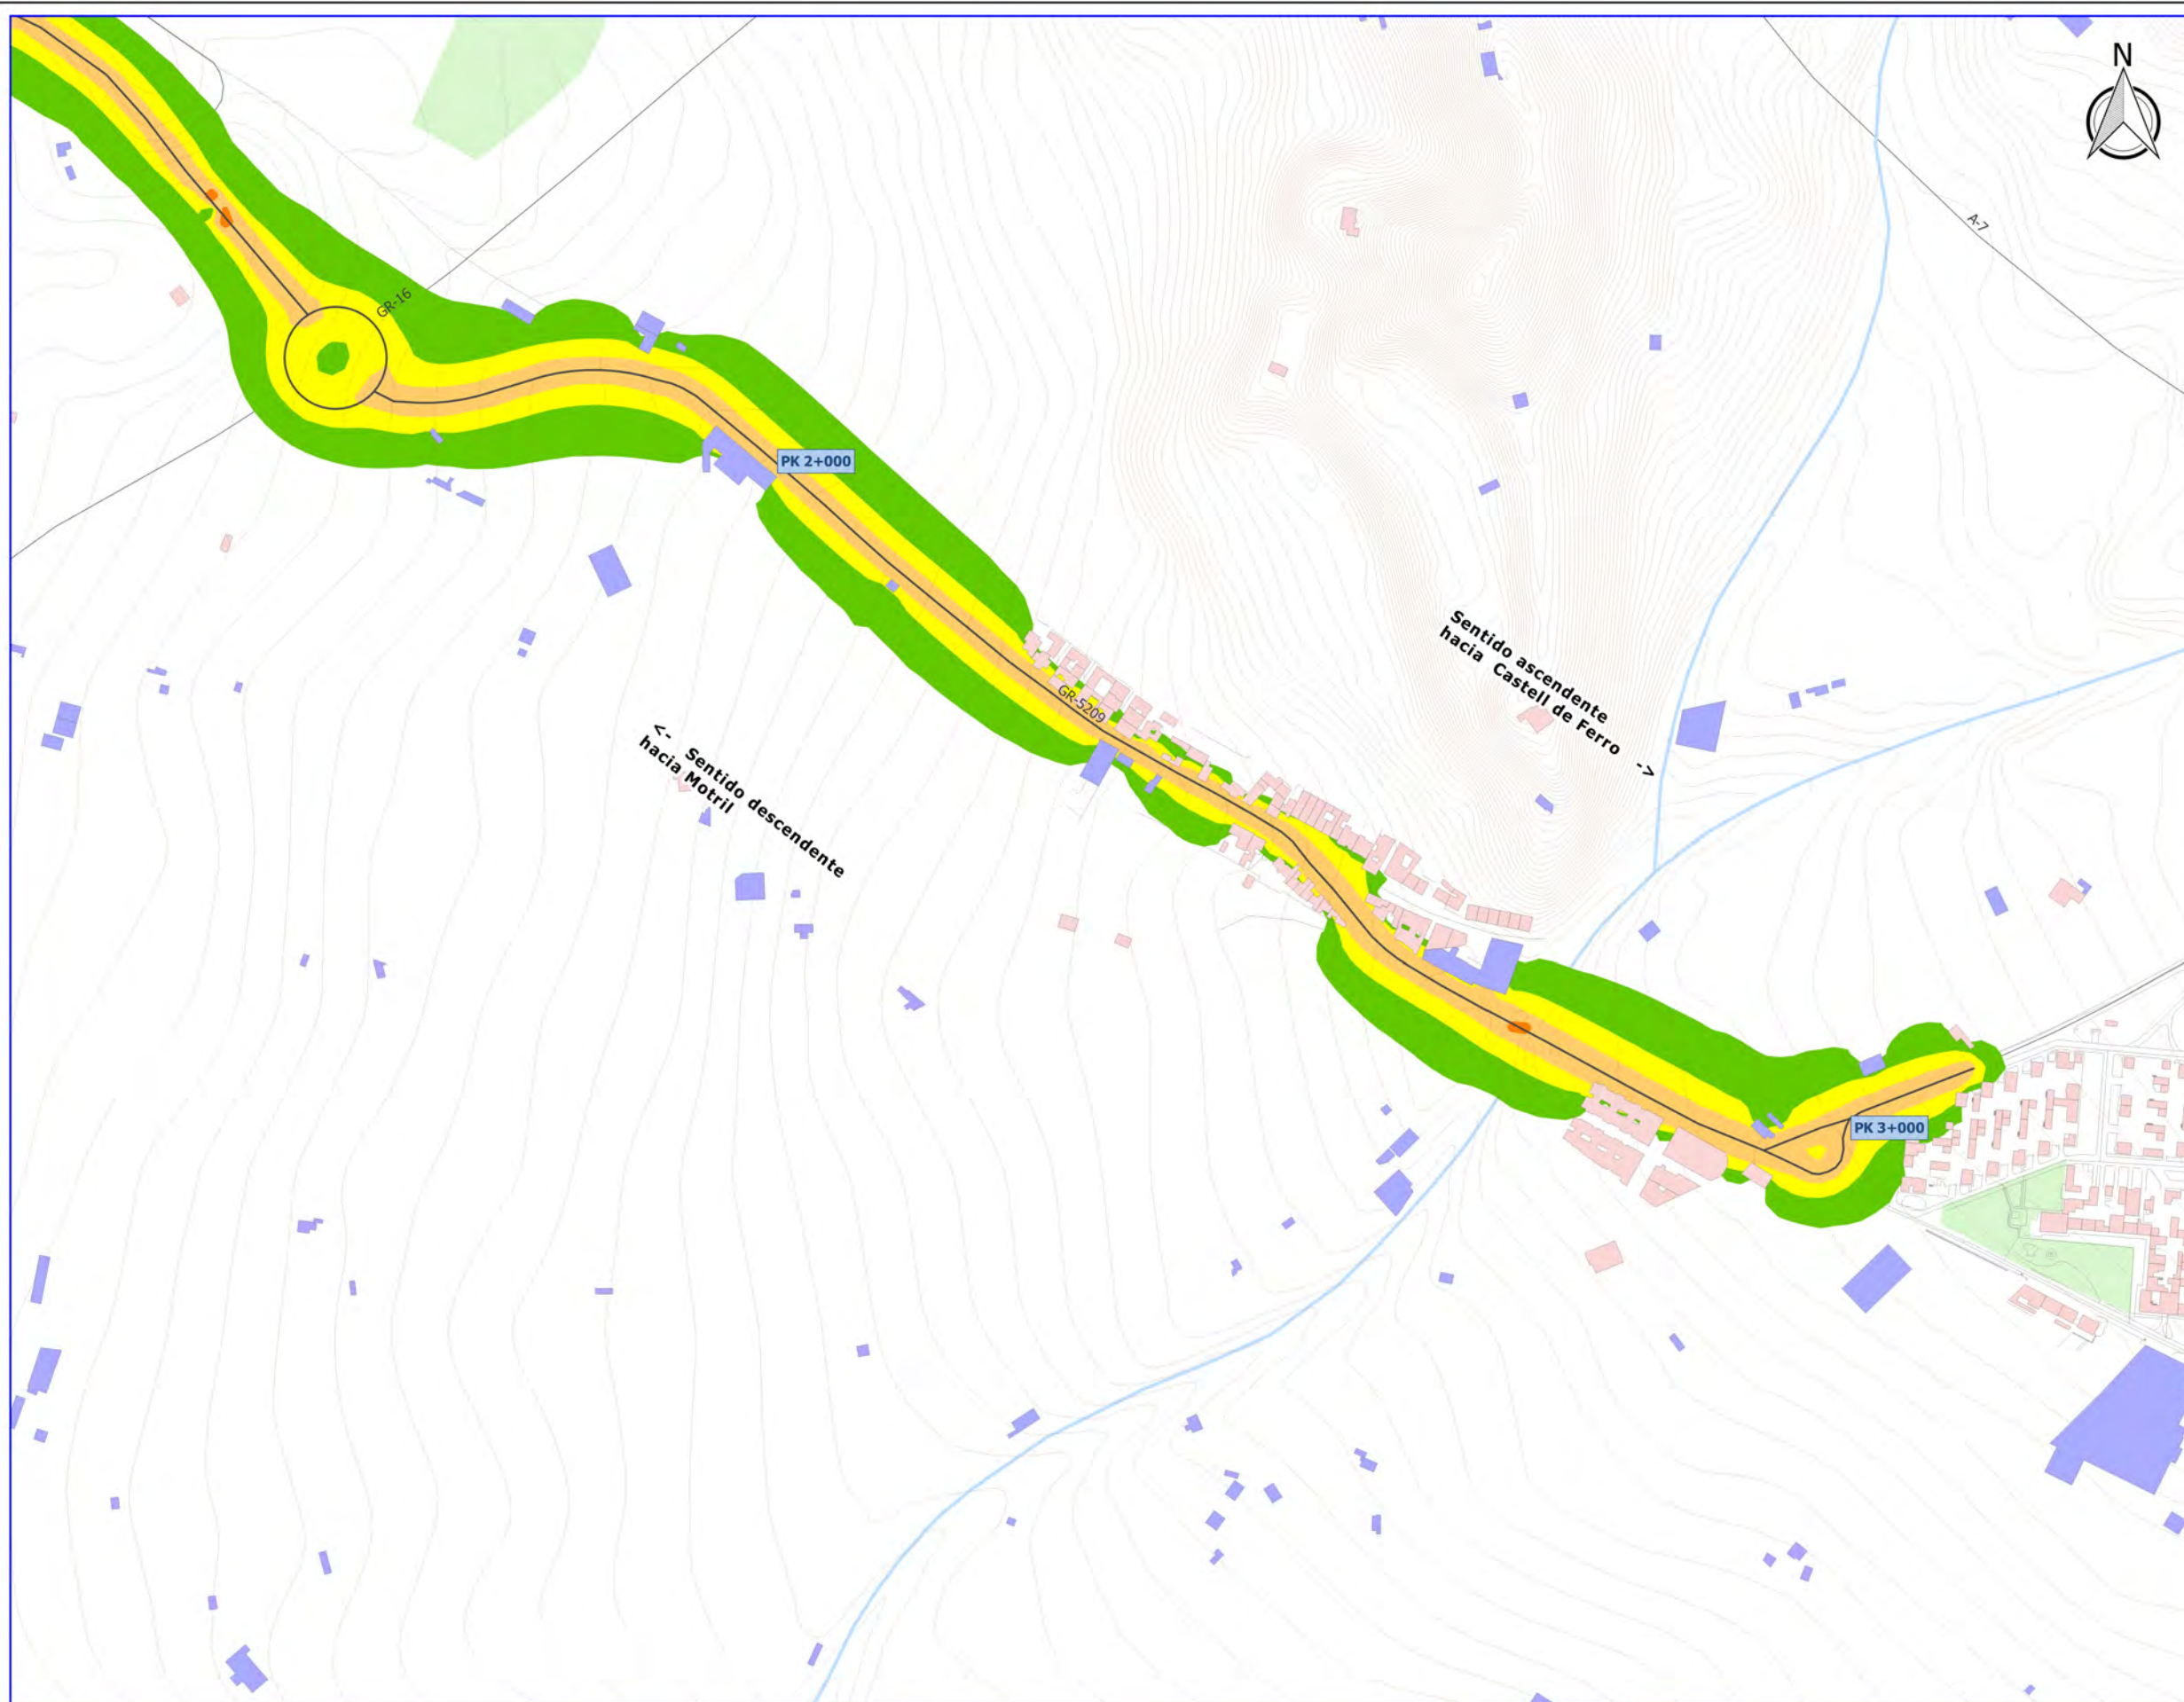 N
A-7
GR-16
PK 2+000
Sentido ascendente
hacia Castell de Ferro ->
GR-5209
<- Sentido descendente
hacia Motril
PK 3+000